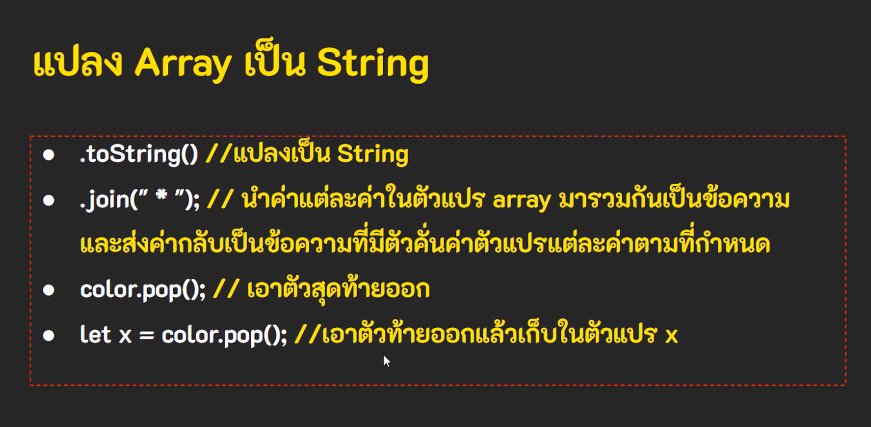 แปลง Array เป็น String
● .toString() //แปลงเป็น String
● .join(" * "); // นำค่าแต่ละค่าในตัวแปร array มารวมกันเป็นข้อความ
และส่งค่ากลับเป็นข้อความที่มีตัวคั่นค่าตัวแปรแต่ละค่าตามที่กำหนด
● color.pop(); // เอาตัวสุดท้ายออก
● let x = color.pop(); //เอาตัวท้ายออกแล้วเก็บในตัวแปร x